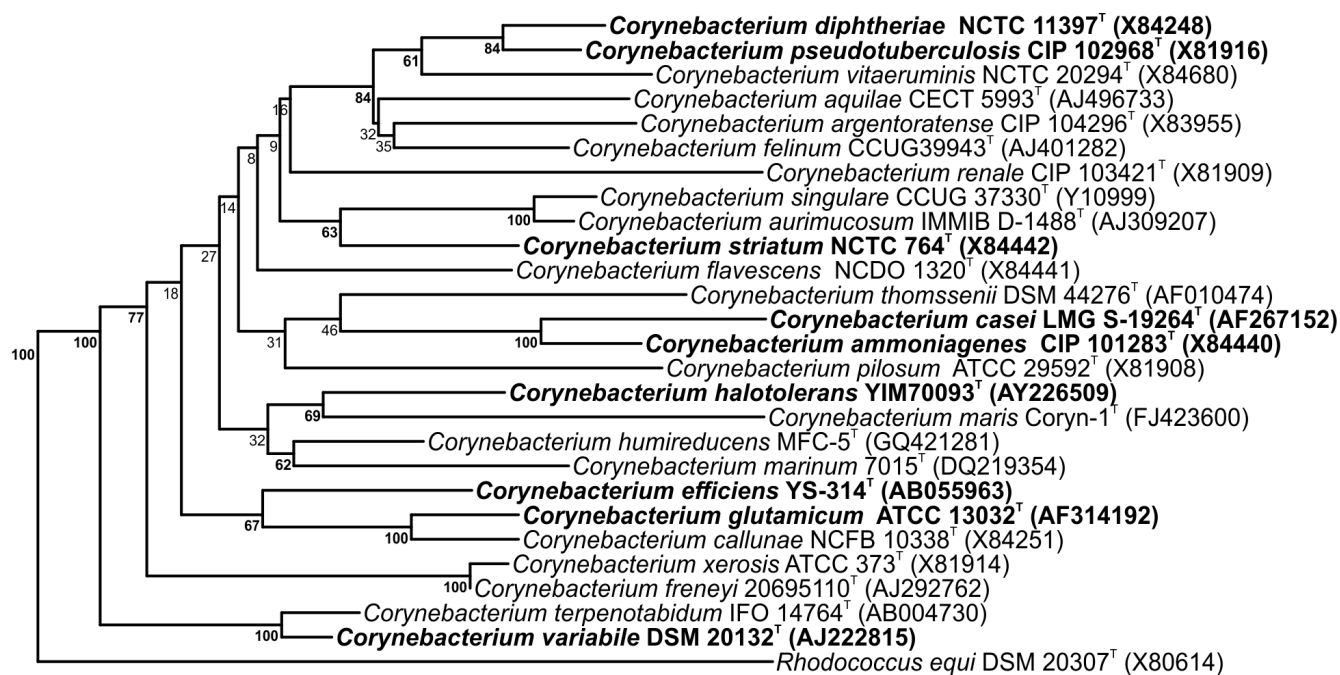 Corynebacterium diphtheriae NCTC 11397T (X84248)
84
Corynebacterium pseudotuberculosis CIP 102968T (X81916)
61
Corynebacterium vitaeruminis NCTC 20294T (X84680)
84
Corynebacterium aquilae CECT 5993T (AJ496733)
16
Corynebacterium argentoratense CIP 104296T (X83955)
32
35
Corynebacterium felinum CCUG39943T (AJ401282)
9
8
Corynebacterium renale CIP 103421T (X81909)
Corynebacterium singulare CCUG 37330T (Y10999)
14
100
Corynebacterium aurimucosum IMMIB D-1488T (AJ309207)
63
Corynebacterium striatum NCTC 764T (X84442)
27
Corynebacterium flavescens NCDO 1320T (X84441)
18
Corynebacterium thomssenii DSM 44276T (AF010474)
77
46
Corynebacterium casei LMG S-19264T (AF267152)
100
100
31
100
Corynebacterium ammoniagenes CIP 101283T (X84440)
Corynebacterium pilosum ATCC 29592T (X81908)
Corynebacterium halotolerans YIM70093T (AY226509)
69
Corynebacterium maris Coryn-1T (FJ423600)
32
Corynebacterium humireducens MFC-5T (GQ421281)
62
Corynebacterium marinum 7015T (DQ219354)
Corynebacterium efficiens YS-314T (AB055963)
67
Corynebacterium glutamicum ATCC 13032T (AF314192)
100
Corynebacterium callunae NCFB 10338T (X84251)
Corynebacterium xerosis ATCC 373T (X81914)
100
Corynebacterium freneyi 20695110T (AJ292762)
Corynebacterium terpenotabidum IFO 14764T (AB004730)
100
Corynebacterium variabile DSM 20132T (AJ222815)
Rhodococcus equi DSM 20307T (X80614)